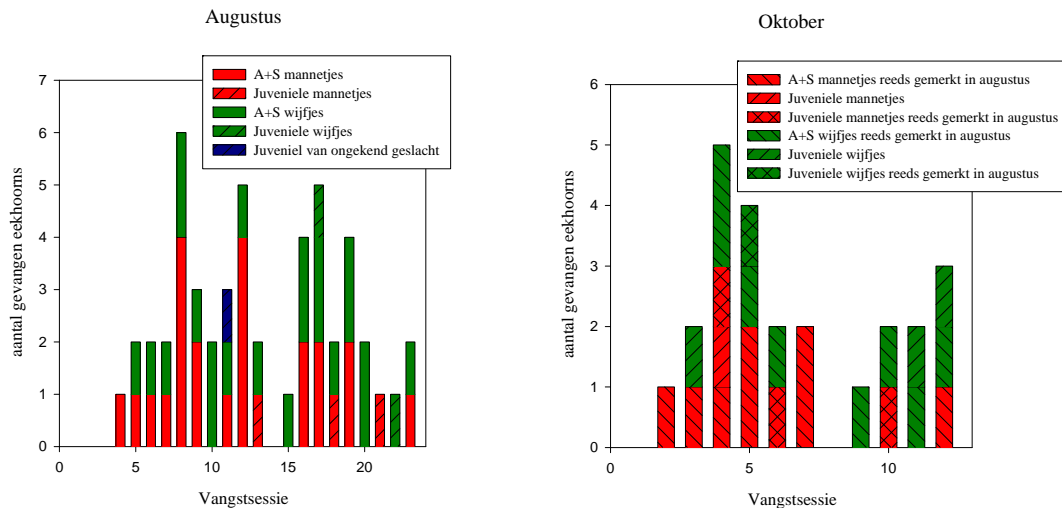 Augustus
A+S mannetjes
Juveniele mannetjes
A+S wijfjes
Juveniele wijfjes
Juveniel van ongekend geslacht
aantal gevangen eekhoorns
7
6
5
4
3
2
1
0
0 5 10 15 20
Vangstsessie
Oktober
A+S mannetjes reeds gemerkt in augustus
Juveniele mannetjes
Juveniele mannetjes reeds gemerkt in augustus
A+S wijfjes reeds gemerkt in augustus
Juveniele wijfjes
Juveniele wijfjes reeds gemerkt in augustus
aantal gevangen eekhoorns
6
5
4
3
2
1
0
0 5 10
Vangstsessie